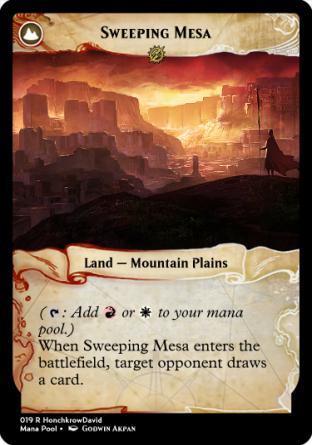 Sweeping Mesa
Land — Mountain Plains
( : Add or to your mana
pool.)
When Sweeping Mesa enters the
battlefield, target opponent draws
a card.
019 R HonchkrowDavid
Mana Pool • Godwin Akpan